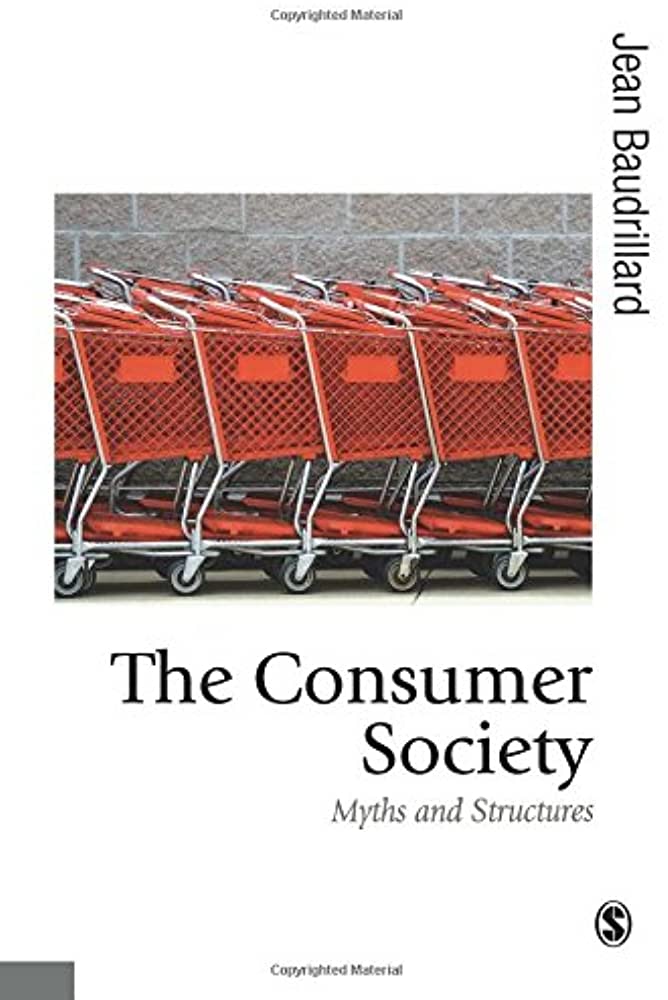 Copyrighted Material
Jean Baudrillard
The Consumer
Society
Myths and Structures
S
Copyrighted Material